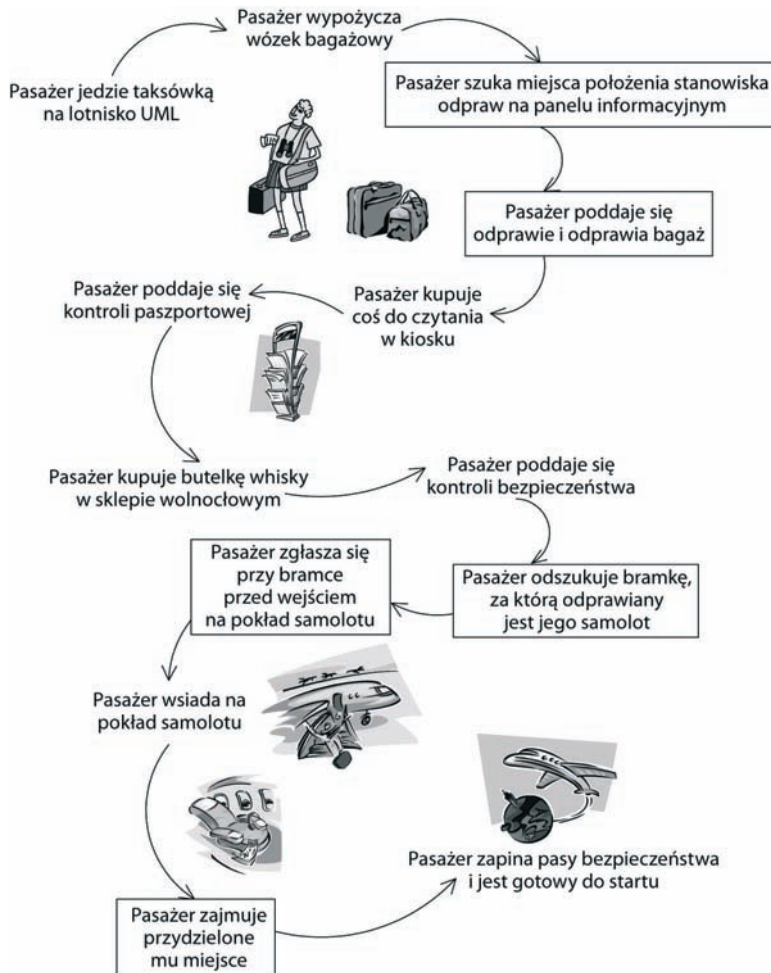 Pasażer jedzie taksówką
na lotnisko UML
Pasażer wypożycza
wózek bagażowy
Pasażer szuka miejsca położenia stanowiska
odpraw na panelu informacyjnym
Pasażer poddaje się
odprawie i odprawia bagaż
Pasażer kupuje
coś do czytania
w kiosku
Pasażer poddaje się
kontroli paszportowej
Pasażer kupuje butelkę whisky
w sklepie wolnocłowym
Pasażer poddaje się
kontroli bezpieczeństwa
Pasażer odszukuje bramkę,
za którą odprawiany
jest jego samolot
Pasażer zgłasza się
przy bramce
przed wejściem
na pokład samolotu
Pasażer wsiada na
pokład samolotu
Pasażer zajmuje
przydzielone
mu miejsce
Pasażer zapina pasy bezpieczeństwa
i jest gotowy do startu